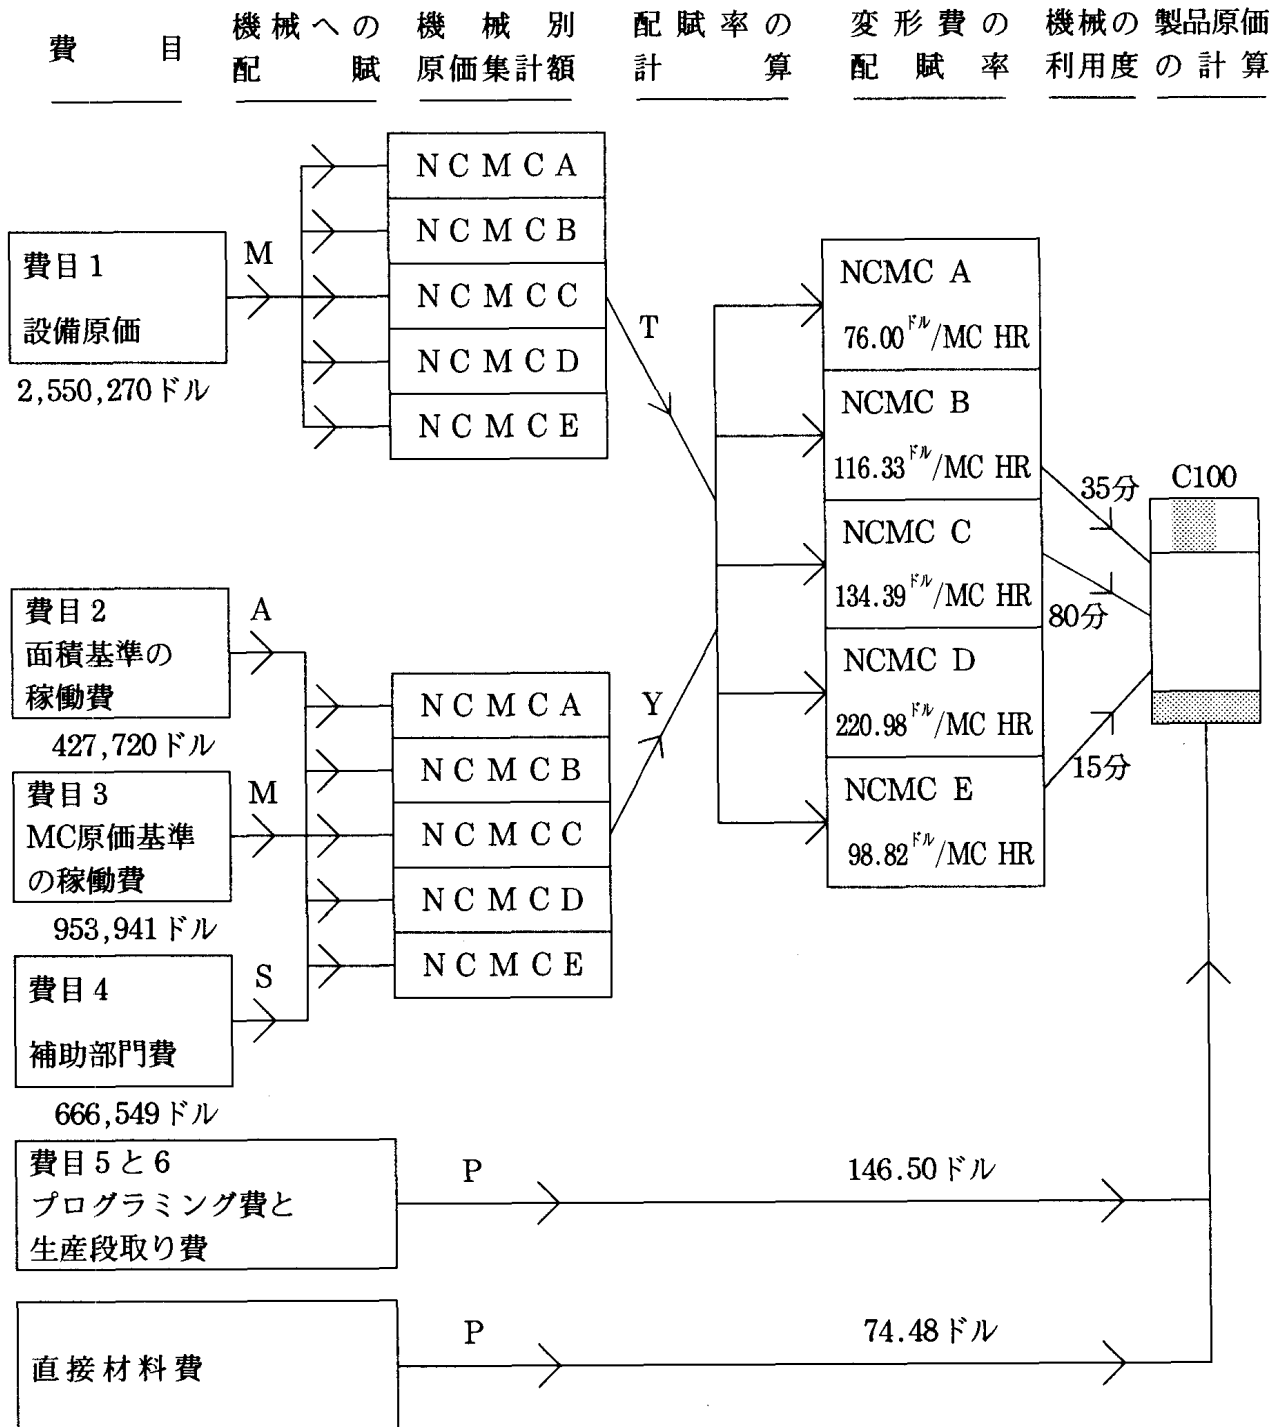 費目
機械への
配賦
機械別
原価集計額
配賦率の
計算
変形費の
配賦率
機械の
利用度
製品原価
の計算
NCMCA
NCMCB
NCMCC
NCMCD
NCMCE
費目1
設備原価
2,550,270ドル
M
T
NCMC A
76.00ドル/MC HR
NCMC B
116.33ドル/MC HR
NCMC C
134.39ドル/MC HR
NCMC D
220.98ドル/MC HR
NCMC E
98.82ドル/MC HR
35分
80分
15分
C100
費目2
面積基準の
稼働費
427,720ドル
A
費目3
MC原価基準
の稼働費
953,941ドル
M
費目4
補助部門費
666,549ドル
S
NCMCA
NCMCB
NCMCC
NCMCD
NCMCE
Y
費目5と6
プログラミング費と
生産段取り費
P
146.50ドル
直接材料費
P
74.48ドル